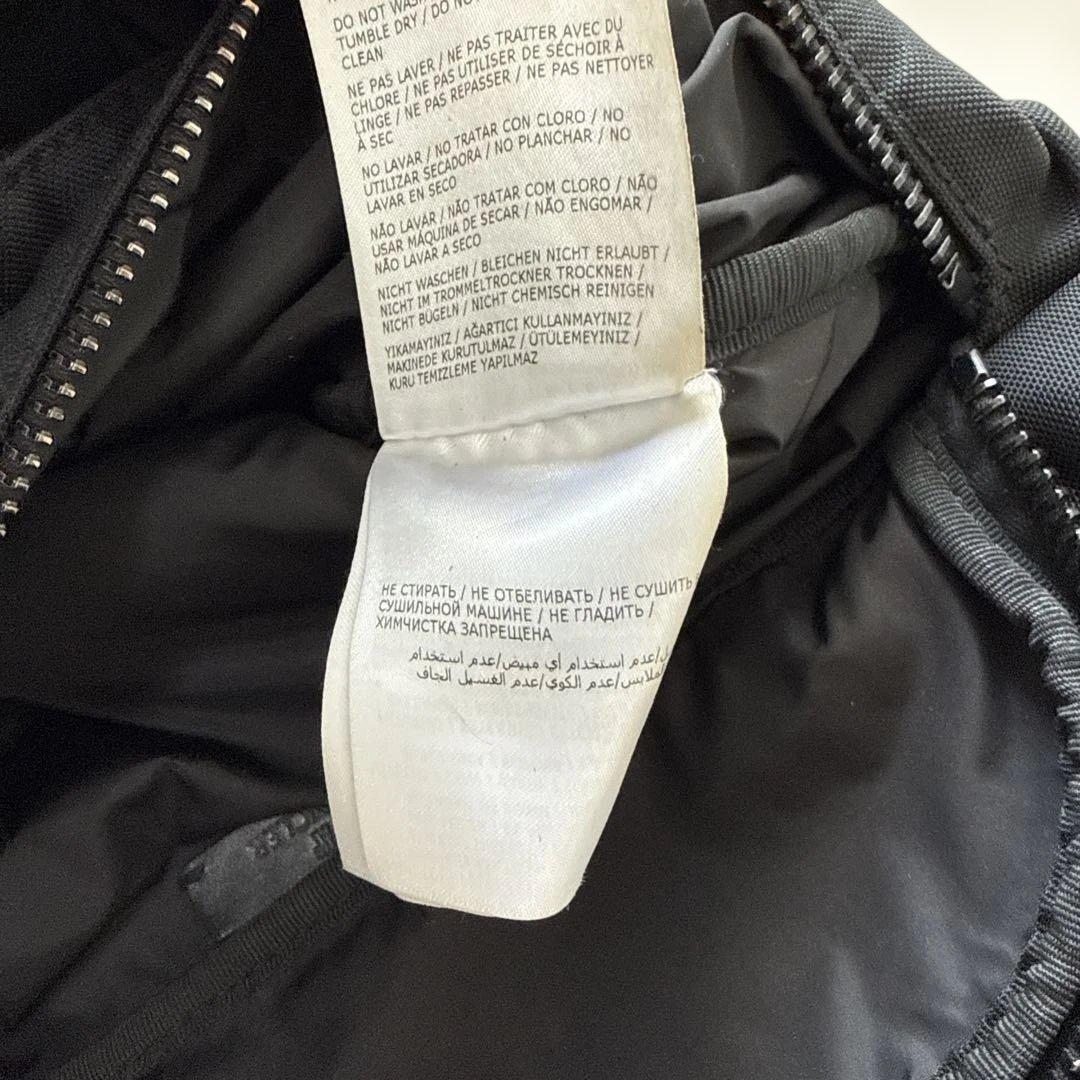 DO NOT WASH
TUMBLE DRY / DO NOT
CLEAN
NE PAS LAVER / NE PAS TRAITER AVEC DU
CHLORE / NE PAS UTILISER DE SÉCHOIR À
LINGE / NE PAS REPASSER / NE PAS NETTOYER
À SEC
NO LAVAR / NO TRATAR CON CLORO / NO
UTILIZAR SECADORA / NO PLANCHAR / NO
LAVAR EN SECO
NÃO LAVAR / NÃO TRATAR COM CLORO / NÃO
USAR MÁQUINA DE SECAR / NÃO ENGOMAR /
NÃO LAVAR A SECO
NICHT WASCHEN / BLEICHEN NICHT ERLAUBT /
NICHT IM TROMMELTROCKNER TROCKNEN /
NICHT BÜGELN / NICHT CHEMISCH REINIGEN
YIKAMAYINIZ / AĞARTICI KULLANMAYINIZ /
MAKINEDE KURUTULMAZ / ÜTÜLEMEYINIZ /
KURU TEMIZLEME YAPILMAZ
НЕ СТИРАТЬ / НЕ ОТБЕЛИВАТЬ / НЕ СУШИТЬ
СУШИЛЬНОЙ МАШИНЕ / НЕ ГЛАДИТЬ /
ХИМЧИСТКА ЗАПРЕЩЕНА
/عدم استخدام أي مبيض/عدم استخدام
/عدم الكوي/عدم الغسيل الجاف